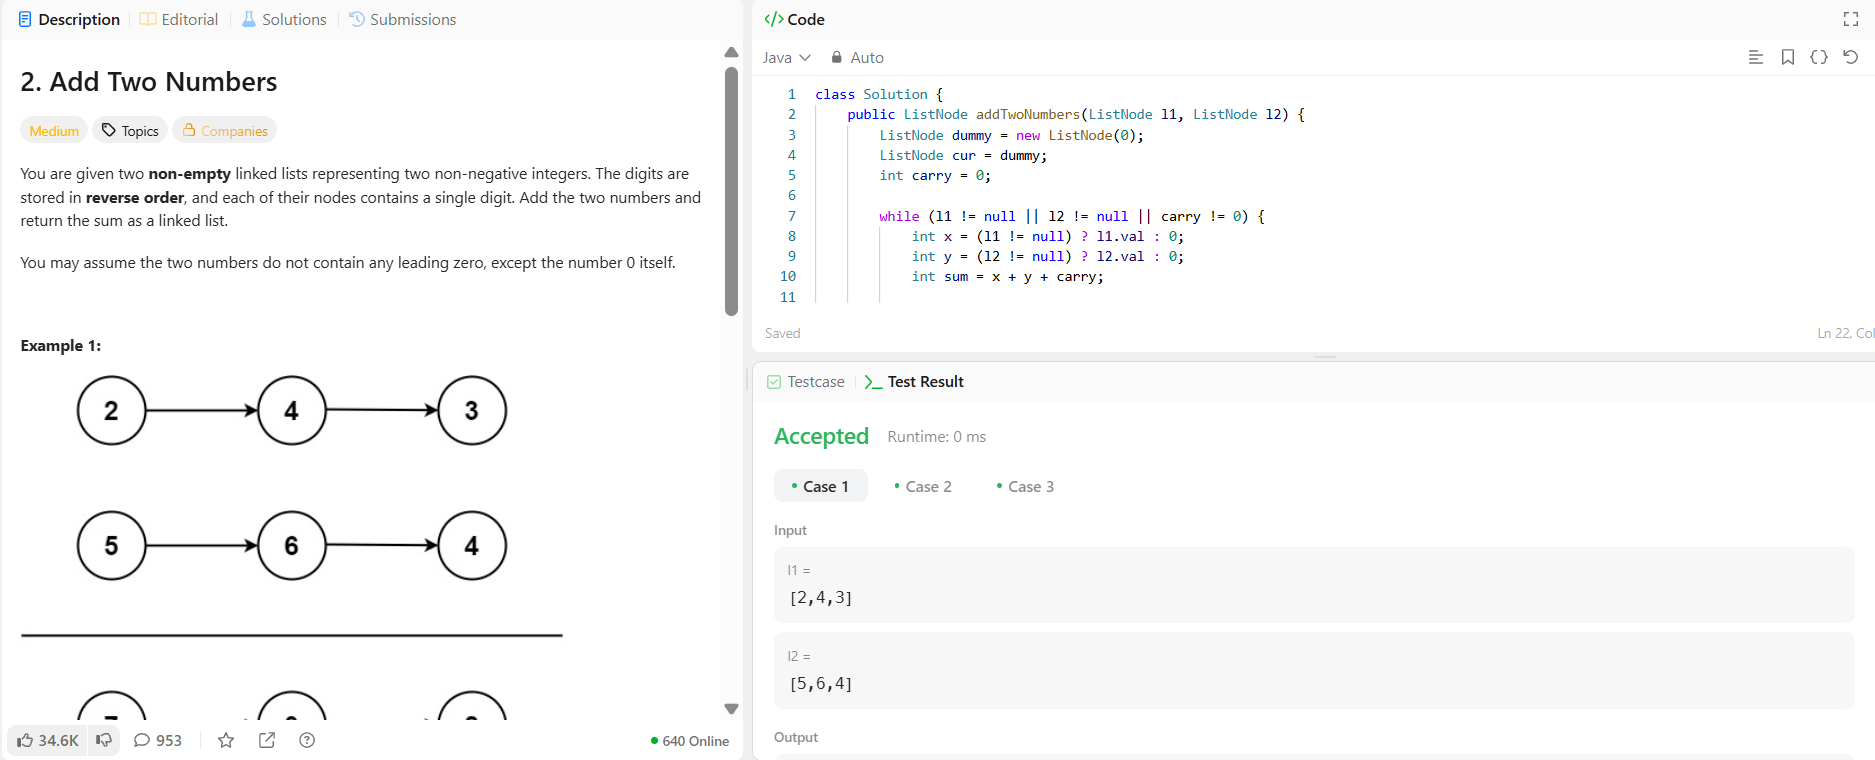 Description
Editorial
Solutions
Submissions
2. Add Two Numbers
Medium
Topics
Companies
You are given two non-empty linked lists representing two non-negative integers. The digits are
stored in reverse order, and each of their nodes contains a single digit. Add the two numbers and
return the sum as a linked list.
You may assume the two numbers do not contain any leading zero, except the number 0 itself.
Example 1:
2 4 3
5 6 4
34.6K
953
640 Online
</> Code
Java
Auto
1 class Solution {
2 public ListNode addTwoNumbers(ListNode l1, ListNode l2) {
3 ListNode dummy = new ListNode(0);
4 ListNode cur = dummy;
5 int carry = 0;
6
7 while (l1 != null || l2 != null || carry != 0) {
8 int x = (l1 != null) ? l1.val : 0;
9 int y = (l2 != null) ? l2.val : 0;
10 int sum = x + y + carry;
11
Saved
Ln 22, Col
Testcase
Test Result
Accepted
Runtime: 0 ms
Case 1
Case 2
Case 3
Input
l1 =
[2,4,3]
l2 =
[5,6,4]
Output